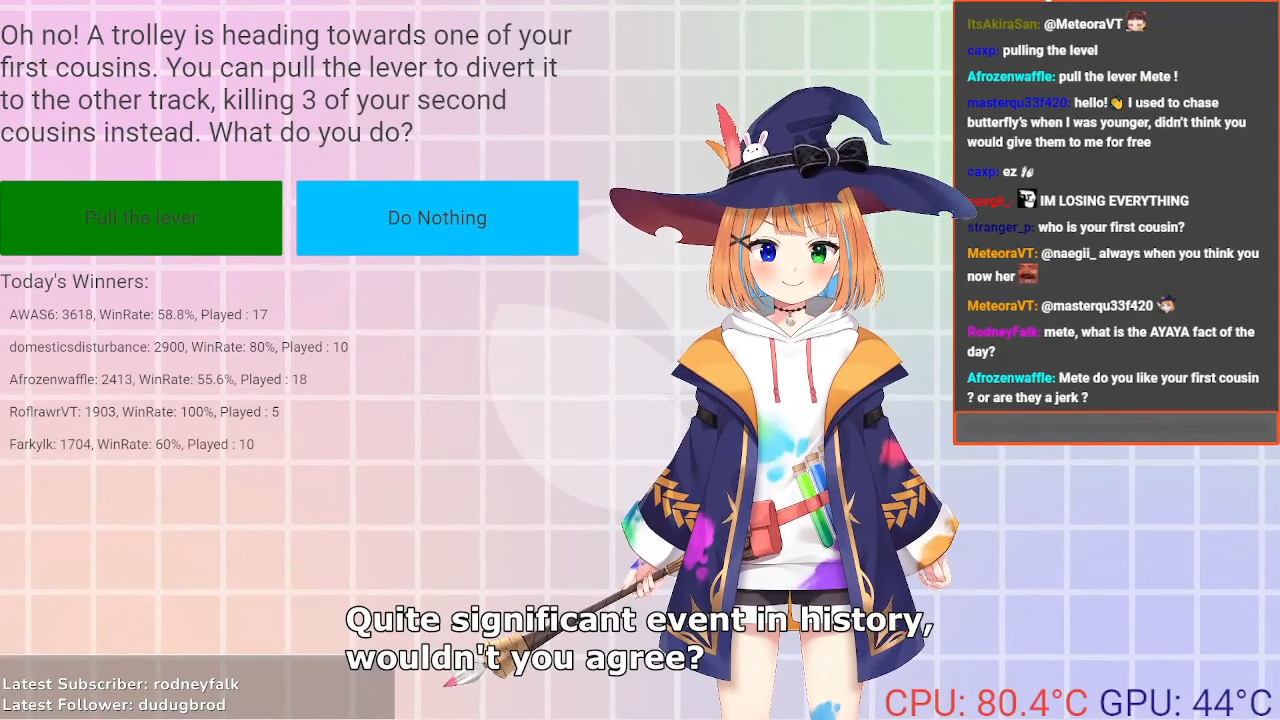 Oh no! A trolley is heading towards one of your
first cousins. You can pull the lever to divert it
to the other track, killing 3 of your second
cousins instead. What do you do?
Pull the lever
Do Nothing
Today's Winners:
AWAS6: 3618, WinRate: 58.8%, Played : 17
domesticsdisturbance: 2900, WinRate: 80%, Played : 10
Afrozenwaffle: 2413, WinRate: 55.6%, Played : 18
RoflrawrVT: 1903, WinRate: 100%, Played : 5
Farkylk: 1704, WinRate: 60%, Played : 10
ItsAkiraSan: @MeteoraVT
caxp: pulling the level
Afrozenwaffle: pull the lever Mete !
masterqu33f420: hello!👋 I used to chase
butterfly's when I was younger, didn't think you
would give them to me for free
caxp: ez
naegii_: IM LOSING EVERYTHING
stranger_p: who is your first cousin?
MeteoraVT: @naegii_ always when you think you
now her
MeteoraVT: @masterqu33f420
RodneyFalk: mete, what is the AYAYA fact of the
day?
Afrozenwaffle: Mete do you like your first cousin
? or are they a jerk ?
Quite significant event in history,
wouldn't you agree?
Latest Subscriber: rodneyfalk
Latest Follower: dudugbrod
CPU: 80.4°C GPU: 44°C